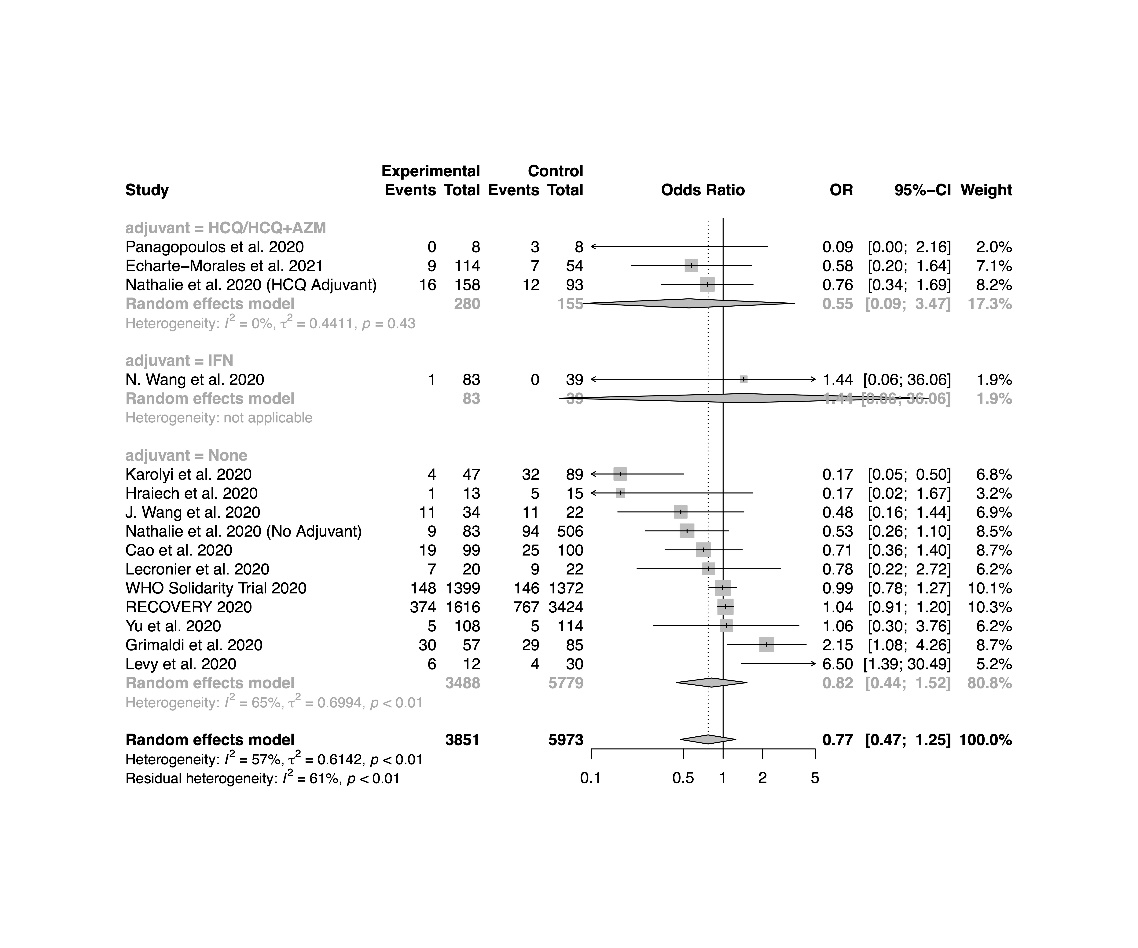 Experimental Control
Study Events Total Events Total Odds Ratio OR 95%−CI Weight
adjuvant = HCQ/HCQ+AZM
Panagopoulos et al. 2020 0 8 3 8 0.09 [0.00; 2.16] 2.0%
Echarte−Morales et al. 2021 9 114 7 54 0.58 [0.20; 1.64] 7.1%
Nathalie et al. 2020 (HCQ Adjuvant) 16 158 12 93 0.76 [0.34; 1.69] 8.2%
Random effects model 280 155 0.55 [0.09; 3.47] 17.3%
Heterogeneity: I² = 0%, τ² = 0.4411, p = 0.43
adjuvant = IFN
N. Wang et al. 2020 1 83 0 39 1.44 [0.06; 36.06] 1.9%
Random effects model 83 39 1.44 [0.06; 36.06] 1.9%
Heterogeneity: not applicable
adjuvant = None
Karolyi et al. 2020 4 47 32 89 0.17 [0.05; 0.50] 6.8%
Hraiech et al. 2020 1 13 5 15 0.17 [0.02; 1.67] 3.2%
J. Wang et al. 2020 11 34 11 22 0.48 [0.16; 1.44] 6.9%
Nathalie et al. 2020 (No Adjuvant) 9 83 94 506 0.53 [0.26; 1.10] 8.5%
Cao et al. 2020 19 99 25 100 0.71 [0.36; 1.40] 8.7%
Lecronier et al. 2020 7 20 9 22 0.78 [0.22; 2.72] 6.2%
WHO Solidarity Trial 2020 148 1399 146 1372 0.99 [0.78; 1.27] 10.1%
RECOVERY 2020 374 1616 767 3424 1.04 [0.91; 1.20] 10.3%
Yu et al. 2020 5 108 5 114 1.06 [0.30; 3.76] 6.2%
Grimaldi et al. 2020 30 57 29 85 2.15 [1.08; 4.26] 8.7%
Levy et al. 2020 6 12 4 30 6.50 [1.39; 30.49] 5.2%
Random effects model 3488 5779 0.82 [0.44; 1.52] 80.8%
Heterogeneity: I² = 65%, τ² = 0.6994, p < 0.01
Random effects model 3851 5973 0.77 [0.47; 1.25] 100.0%
Heterogeneity: I² = 57%, τ² = 0.6142, p < 0.01
Residual heterogeneity: I² = 61%, p < 0.01
0.1 0.5 1 2 5